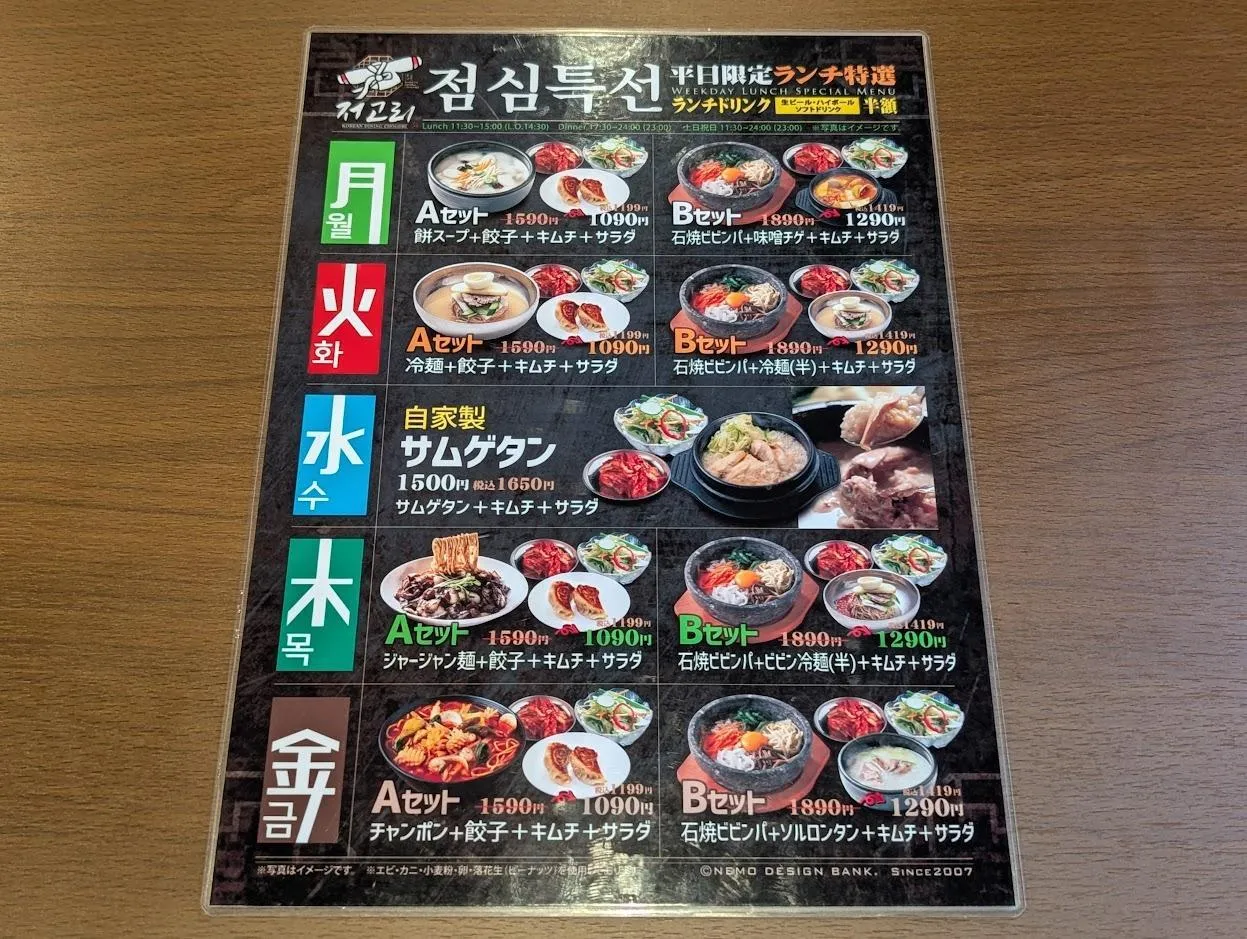 저고리
KOREAN DINING CHOGORI
점심특선
平日限定ランチ特選
WEEKDAY LUNCH SPECIAL MENU
ランチドリンク 生ビール・ハイボール ソフトドリンク 半額
Lunch 11:30~15:00 (L.O.14:30) Dinner 17:30~24:00 (23:00) 土日祝日 11:30~24:00 (23:00) ※写真はイメージです。
月
월
Aセット 1590円 税込1199円 1090円
餅スープ+餃子+キムチ+サラダ
Bセット 1890円 税込1419円 1290円
石焼ビビンパ+味噌チゲ+キムチ+サラダ
火
화
Aセット 1590円 税込1199円 1090円
冷麺+餃子+キムチ+サラダ
Bセット 1890円 税込1419円 1290円
石焼ビビンパ+冷麺(半)+キムチ+サラダ
水
수
自家製
サムゲタン
1500円 税込1650円
サムゲタン+キムチ+サラダ
木
목
Aセット 1590円 税込1199円 1090円
ジャージャン麺+餃子+キムチ+サラダ
Bセット 1890円 税込1419円 1290円
石焼ビビンパ+ビビン冷麺(半)+キムチ+サラダ
金
금
Aセット 1590円 税込1199円 1090円
チャンポン+餃子+キムチ+サラダ
Bセット 1890円 税込1419円 1290円
石焼ビビンパ+ソルロンタン+キムチ+サラダ
※写真はイメージです。 ※エビ・カニ・小麦粉・卵・落花生(ピーナッツ)を使用しております。
©NEMO DESIGN BANK. SINCE2007